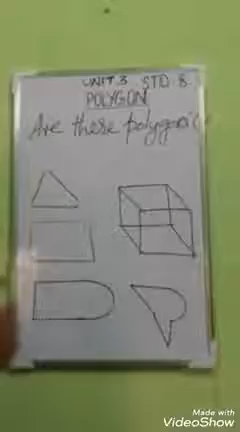 UNIT 3 STD 8.
POLYGON
Are these polygons
Made with
VideoShow